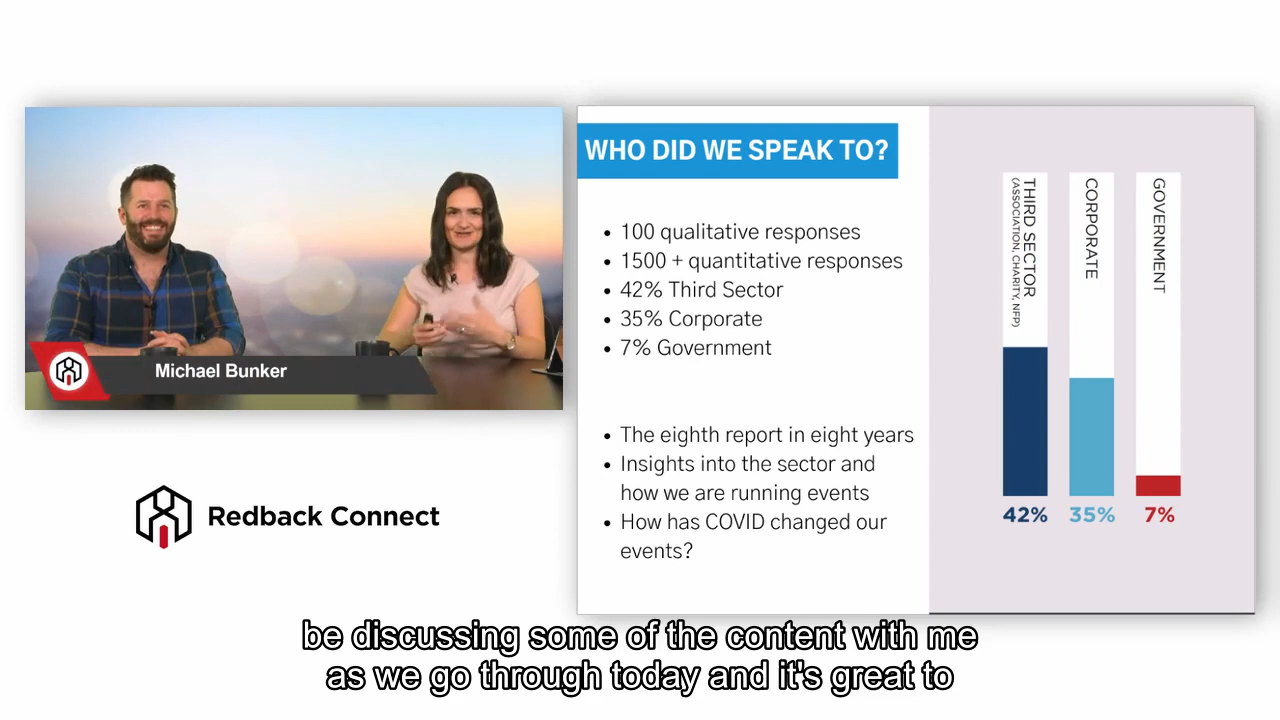 Michael Bunker
Redback Connect
WHO DID WE SPEAK TO?
• 100 qualitative responses
• 1500 + quantitative responses
• 42% Third Sector
• 35% Corporate
• 7% Government
• The eighth report in eight years
• Insights into the sector and
how we are running events
• How has COVID changed our
events?
THIRD SECTOR
(ASSOCIATION, CHARITY, NFP)
CORPORATE
GOVERNMENT
42%
35%
7%
be discussing some of the content with me
as we go through today and it's great to